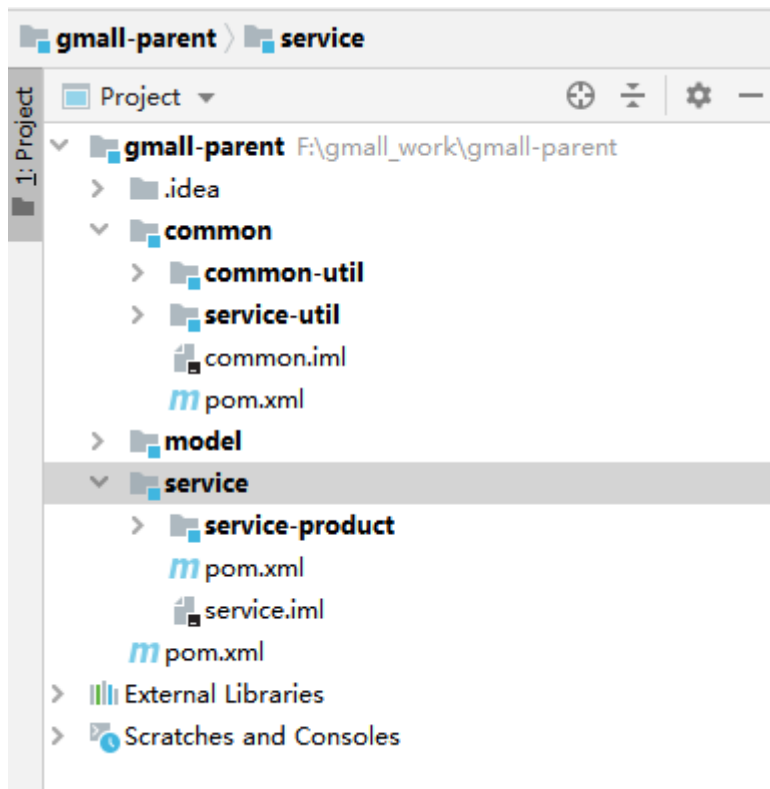 gmall-parent service
1: Project
Project
gmall-parent F:\gmall_work\gmall-parent
.idea
common
common-util
service-util
common.iml
m pom.xml
model
service
service-product
m pom.xml
service.iml
m pom.xml
External Libraries
Scratches and Consoles